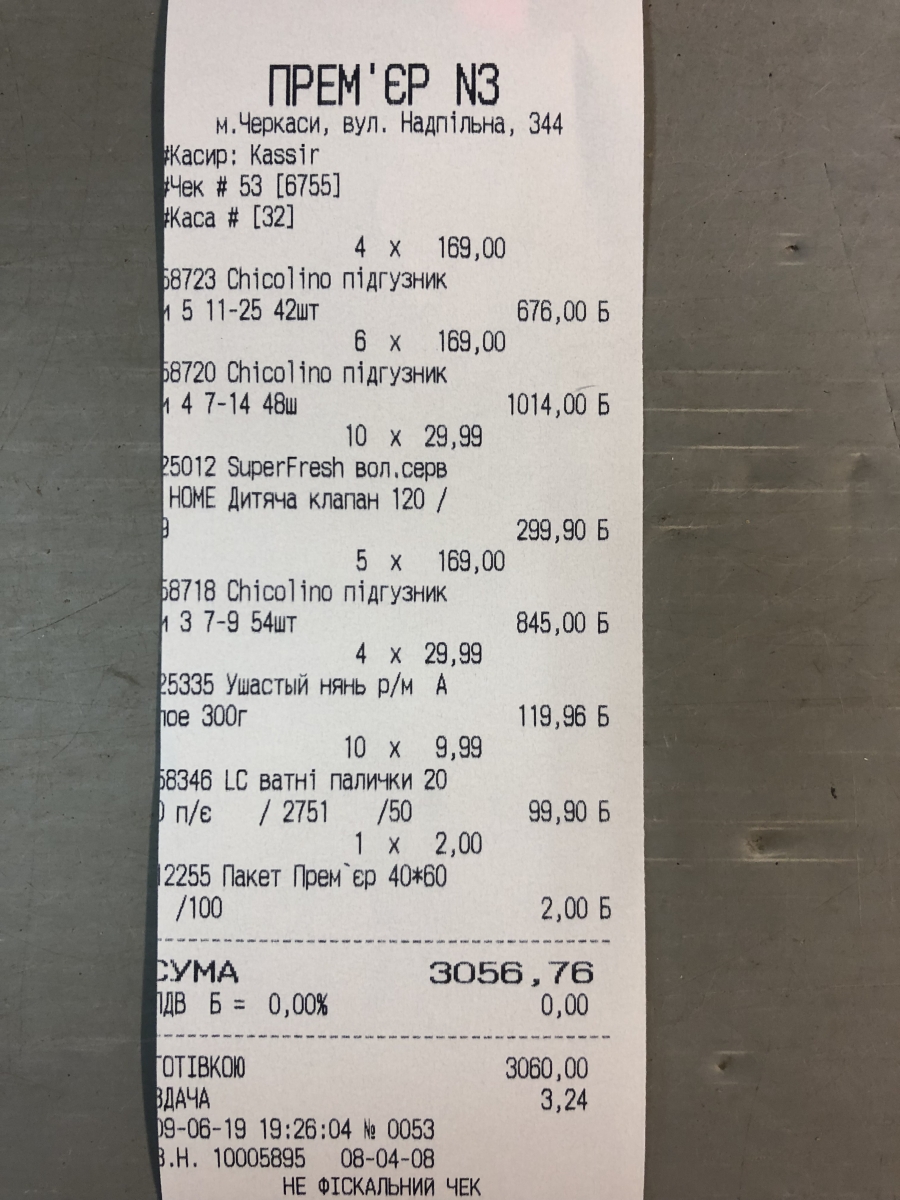 ПРЕМ'ЄР N3
м.Черкаси, вул. Надпільна, 344
#Касир: Kassir
#Чек # 53 [6755]
#Каса # [32]
4 x 169,00
58723 Chicolino підгузник
и 5 11-25 42шт 676,00 Б
6 x 169,00
58720 Chicolino підгузник
и 4 7-14 48ш 1014,00 Б
10 x 29,99
25012 SuperFresh вол.серв
HOME Дитяча клапан 120 /
9 299,90 Б
5 x 169,00
58718 Chicolino підгузник
и 3 7-9 54шт 845,00 Б
4 x 29,99
25335 Ушастый нянь р/м А
лое 300г 119,96 Б
10 x 9,99
58346 LC ватні палички 20
0 п/є / 2751 /50 99,90 Б
1 x 2,00
12255 Пакет Прем`єр 40*60
/100 2,00 Б
СУМА 3056,76
ПДВ Б = 0,00% 0,00
ГОТІВКОЮ 3060,00
ЗДАЧА 3,24
09-06-19 19:26:04 № 0053
З.Н. 10005895 08-04-08
НЕ ФІСКАЛЬНИЙ ЧЕК